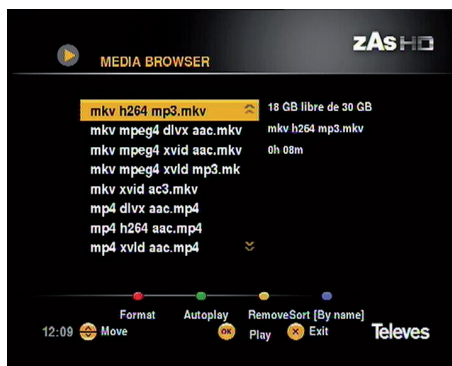 zAs HD
MEDIA BROWSER
mkv h264 mp3.mkv
18 GB libre de 30 GB
mkv mpeg4 dlvx aac.mkv
mkv h264 mp3.mkv
mkv mpeg4 xvid aac.mkv
0h 08m
mkv mpeg4 xvld mp3.mk
mkv xvid ac3.mkv
mp4 dlvx aac.mp4
mp4 h264 aac.mp4
mp4 xvld aac.mp4
Format Autoplay Remove Sort [By name]
12:09 Move OK Play Exit Televes